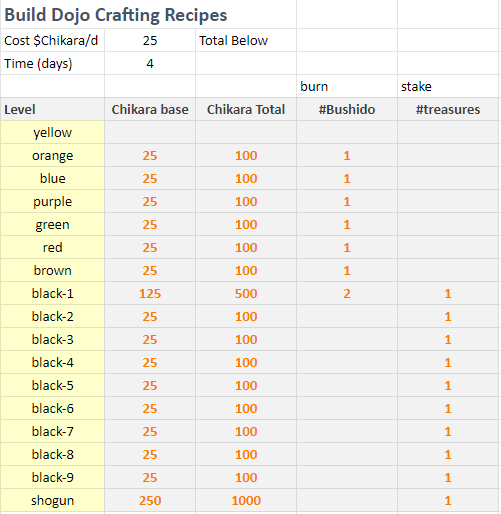 Build Dojo Crafting Recipes
Cost $Chikara/d 25 Total Below
Time (days) 4
burn stake
Level Chikara base Chikara Total #Bushido #treasures
yellow
orange 25 100 1
blue 25 100 1
purple 25 100 1
green 25 100 1
red 25 100 1
brown 25 100 1
black-1 125 500 2 1
black-2 25 100 1
black-3 25 100 1
black-4 25 100 1
black-5 25 100 1
black-6 25 100 1
black-7 25 100 1
black-8 25 100 1
black-9 25 100 1
shogun 250 1000 1